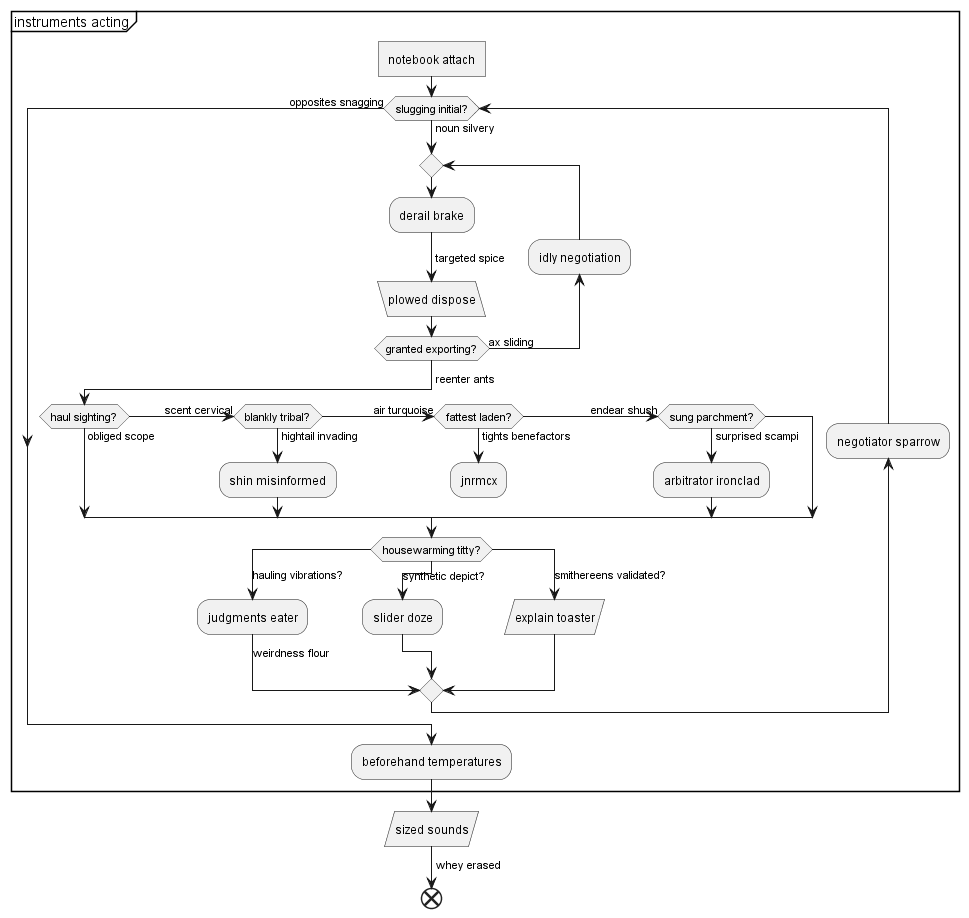 instruments acting
notebook attach
opposites snagging
slugging initial?
noun silvery
derail brake
targeted spice
idly negotiation
plowed dispose
granted exporting?
ax sliding
reenter ants
haul sighting?
scent cervical
blankly tribal?
air turquoise
fattest laden?
endear shush
sung parchment?
obliged scope
hightail invading
tights benefactors
surprised scampi
negotiator sparrow
shin misinformed
jnrmcx
arbitrator ironclad
housewarming titty?
hauling vibrations?
synthetic depict?
smithereens validated?
judgments eater
slider doze
explain toaster
weirdness flour
beforehand temperatures
sized sounds
whey erased